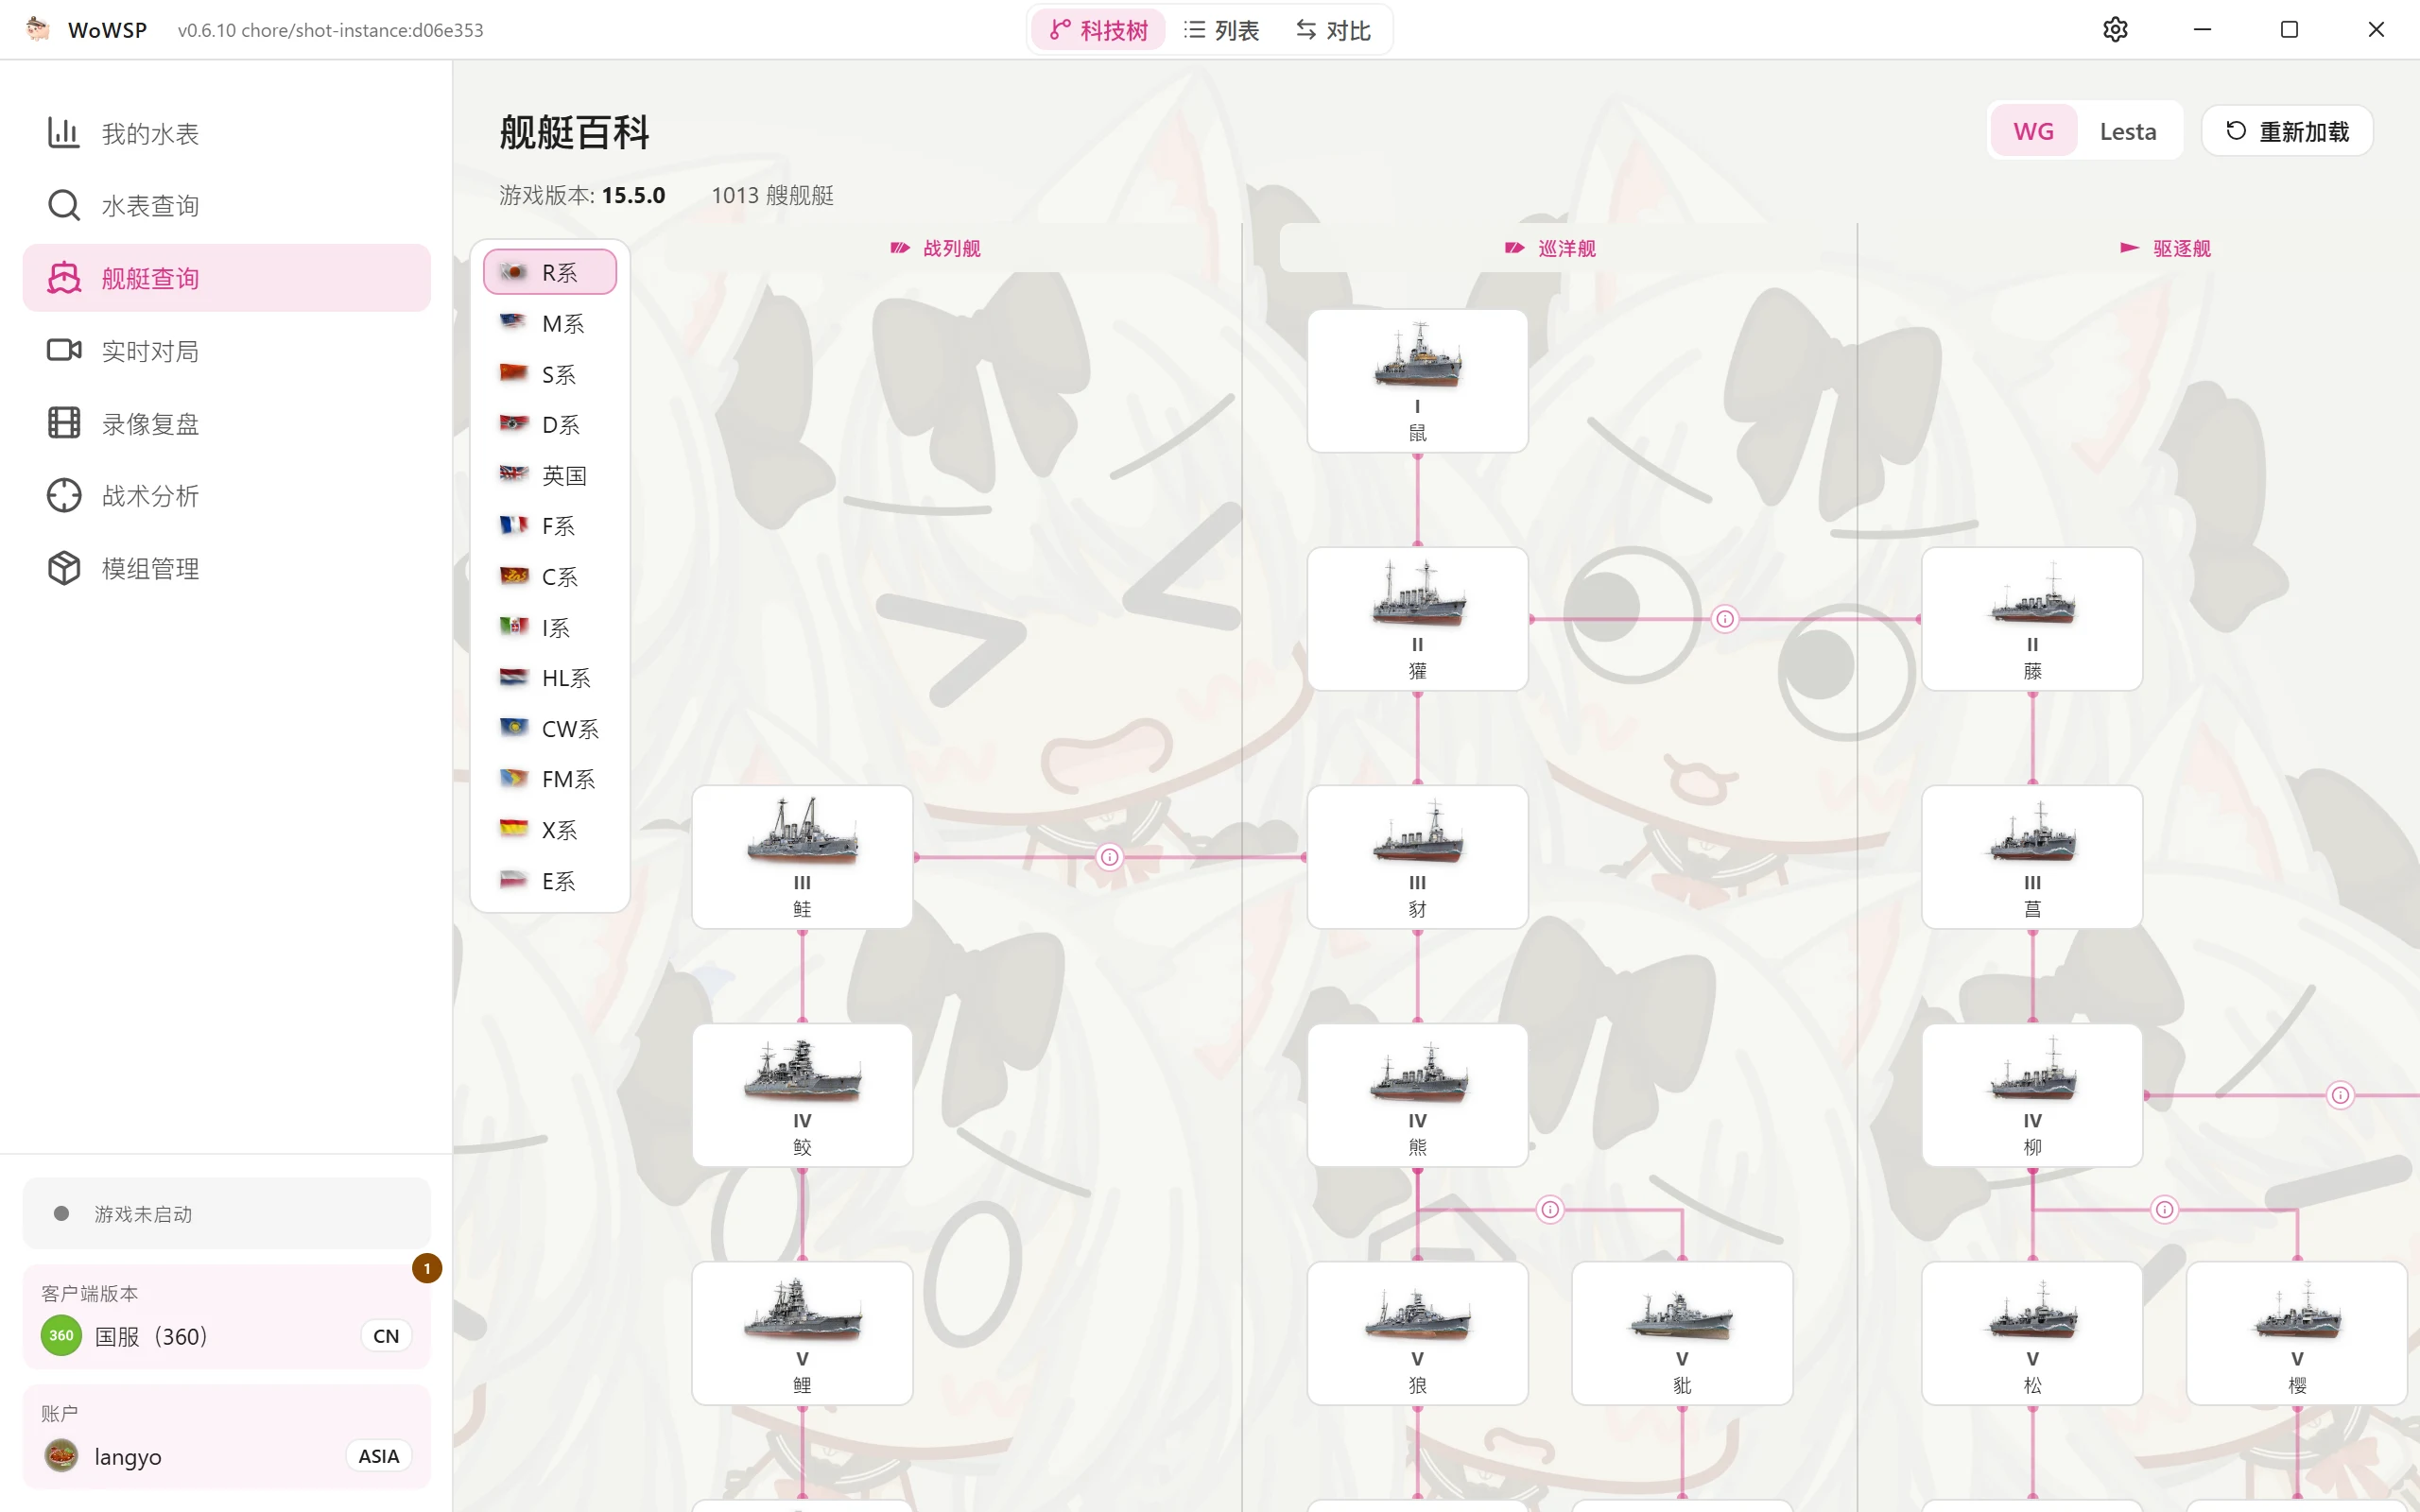 WoWSP v0.6.10 chore/shot-instance:d06e353
科技树 列表 对比
我的水表
水表查询
舰艇查询
实时对局
录像复盘
战术分析
模组管理
游戏未启动
1
客户端版本
360 国服（360） CN
账户
langyo ASIA
舰艇百科
WG Lesta 重新加载
游戏版本: 15.5.0 1013 艘舰艇
R系
M系
S系
D系
英国
F系
C系
I系
HL系
CW系
FM系
X系
E系
战列舰 巡洋舰 驱逐舰
I
鼠
II
獾
II
藤
III
鲑
III
豺
III
菖
IV
鲛
IV
熊
IV
柳
V
鲤
V
狼
V
豼
V
松
V
樱